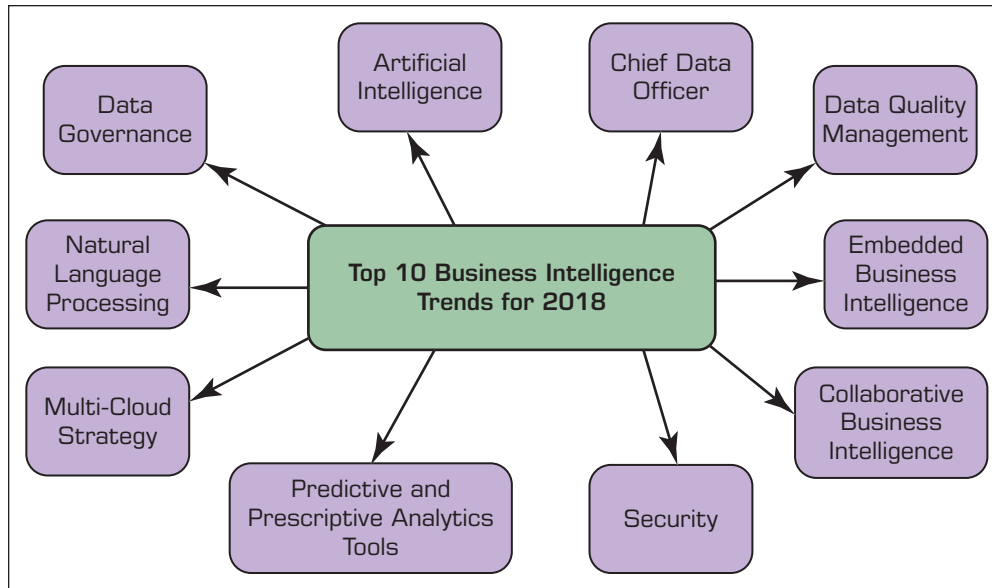 Artificial
Intelligence
Chief Data
Officer
Data
Governance
Data Quality
Management
Natural
Language
Processing
Top 10 Business Intelligence
Trends for 2018
Embedded
Business
Intelligence
Multi-Cloud
Strategy
Collaborative
Business
Intelligence
Predictive and
Prescriptive Analytics
Tools
Security